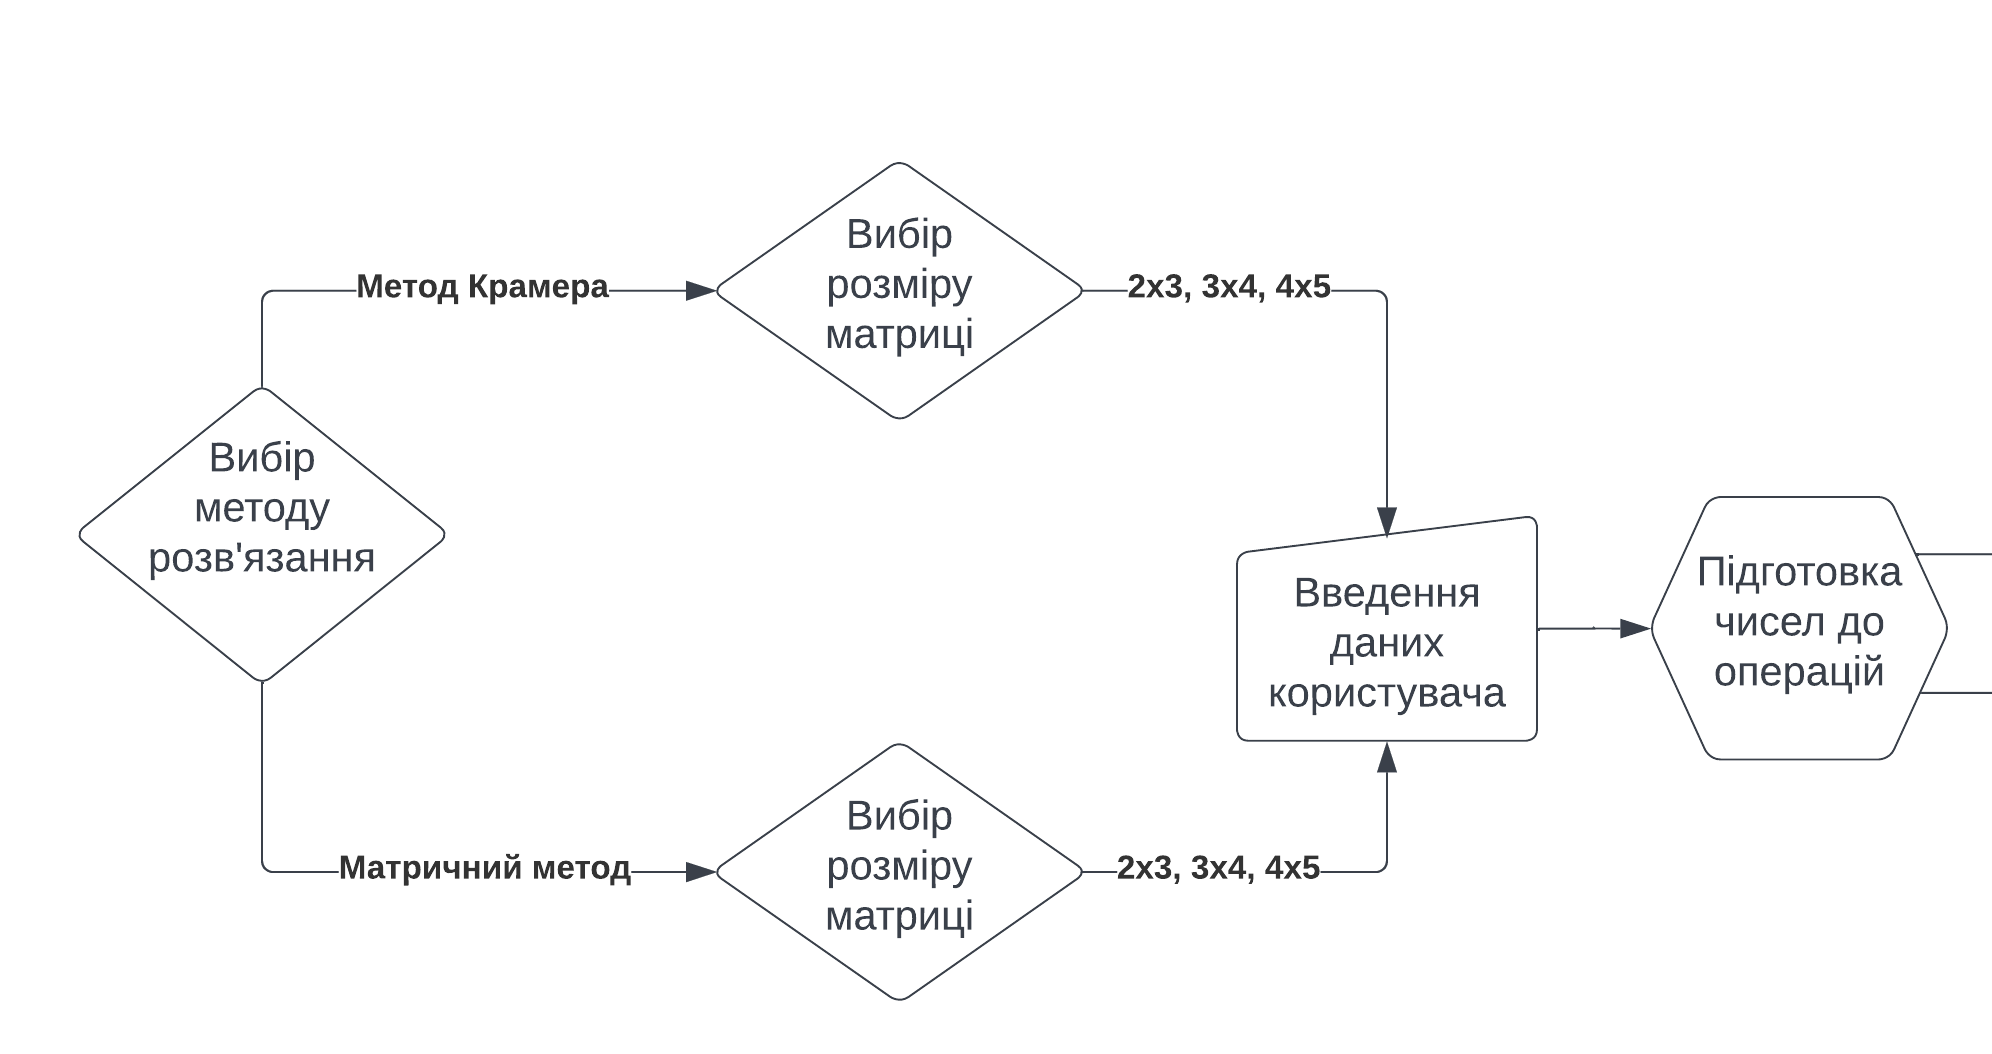 Вибір
методу
розв'язання
Метод Крамера
Вибір
розміру
матриці
2x3, 3x4, 4x5
Матричний метод
Вибір
розміру
матриці
2x3, 3x4, 4x5
Введення
даних
користувача
Підготовка
чисел до
операцій